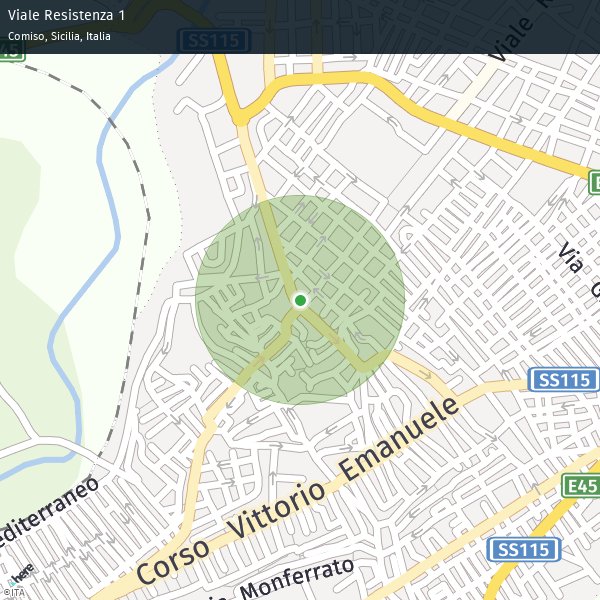 Viale Resistenza 1
Comiso, Sicilia, Italia
SS115
45
Viale
Via
SS115
E45
SS115
Corso Vittorio Emanuele
editerraneo
Monferrato
here
©ITA